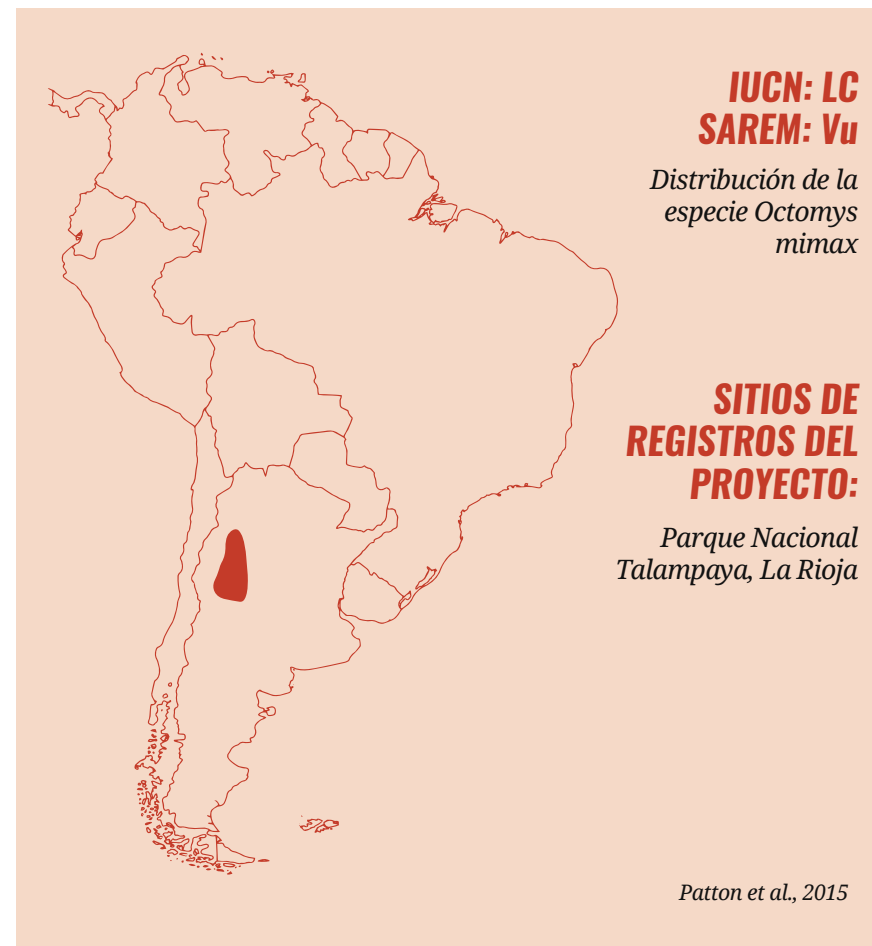 IUCN: LC
SAREM: Vu
Distribución de la
especie Octomys
mimax
SITIOS DE
REGISTROS DEL
PROYECTO:
Parque Nacional
Talampaya, La Rioja
Patton et al., 2015